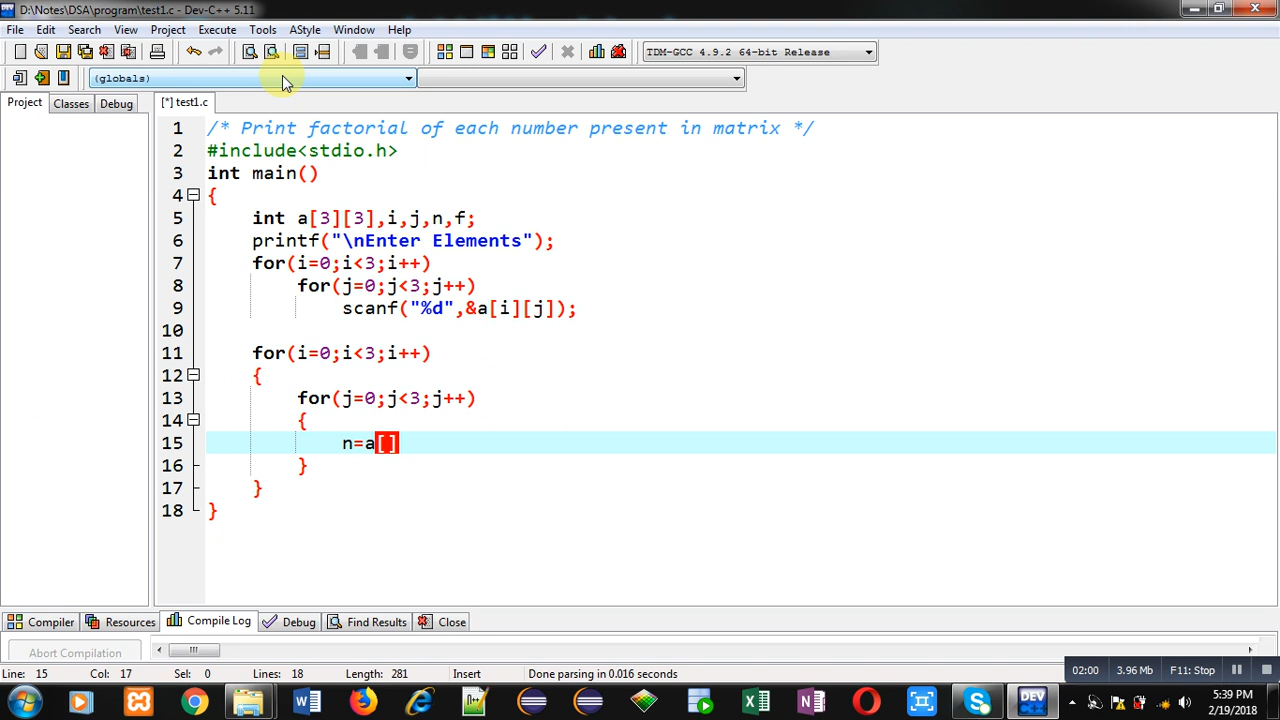 D:\Notes\DSA\program\test1.c - Dev-C++ 5.11
File Edit Search View Project Execute Tools AStyle Window Help
TDM-GCC 4.9.2 64-bit Release
(globals)
Project Classes Debug [*] test1.c
1 /* Print factorial of each number present in matrix */
2 #include<stdio.h>
3 int main()
4 {
5 int a[3][3],i,j,n,f;
6 printf("\nEnter Elements");
7 for(i=0;i<3;i++)
8 for(j=0;j<3;j++)
9 scanf("%d",&a[i][j]);
10
11 for(i=0;i<3;i++)
12 {
13 for(j=0;j<3;j++)
14 {
15 n=a[]
16 }
17 }
18 }
Compiler Resources Compile Log Debug Find Results Close
Abort Compilation
Line: 15 Col: 17 Sel: 0 Lines: 18 Length: 281 Insert Done parsing in 0.016 seconds
02:00 3.96 Mb F11: Stop
DEV
5:39 PM
2/19/2018